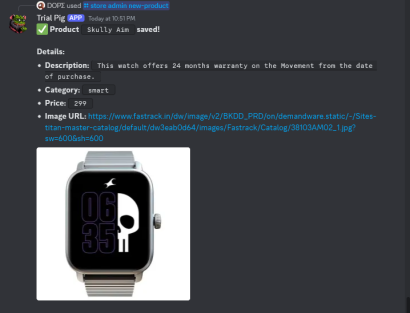 DOPI used # store admin new-product
Trial Pig APP Today at 10:51 PM
✅ Product Skully Aim saved!
Details:
• Description: This watch offers 24 months warranty on the Movement from the date
of purchase.
• Category: smart
• Price: 299
• Image URL: https://www.fastrack.in/dw/image/v2/BKDD_PRD/on/demandware.static/-/Sites-
titan-master-catalog/default/dw3eab0d64/images/Fastrack/Catalog/38103AM02_1.jpg?
sw=600&sh=600
06
35